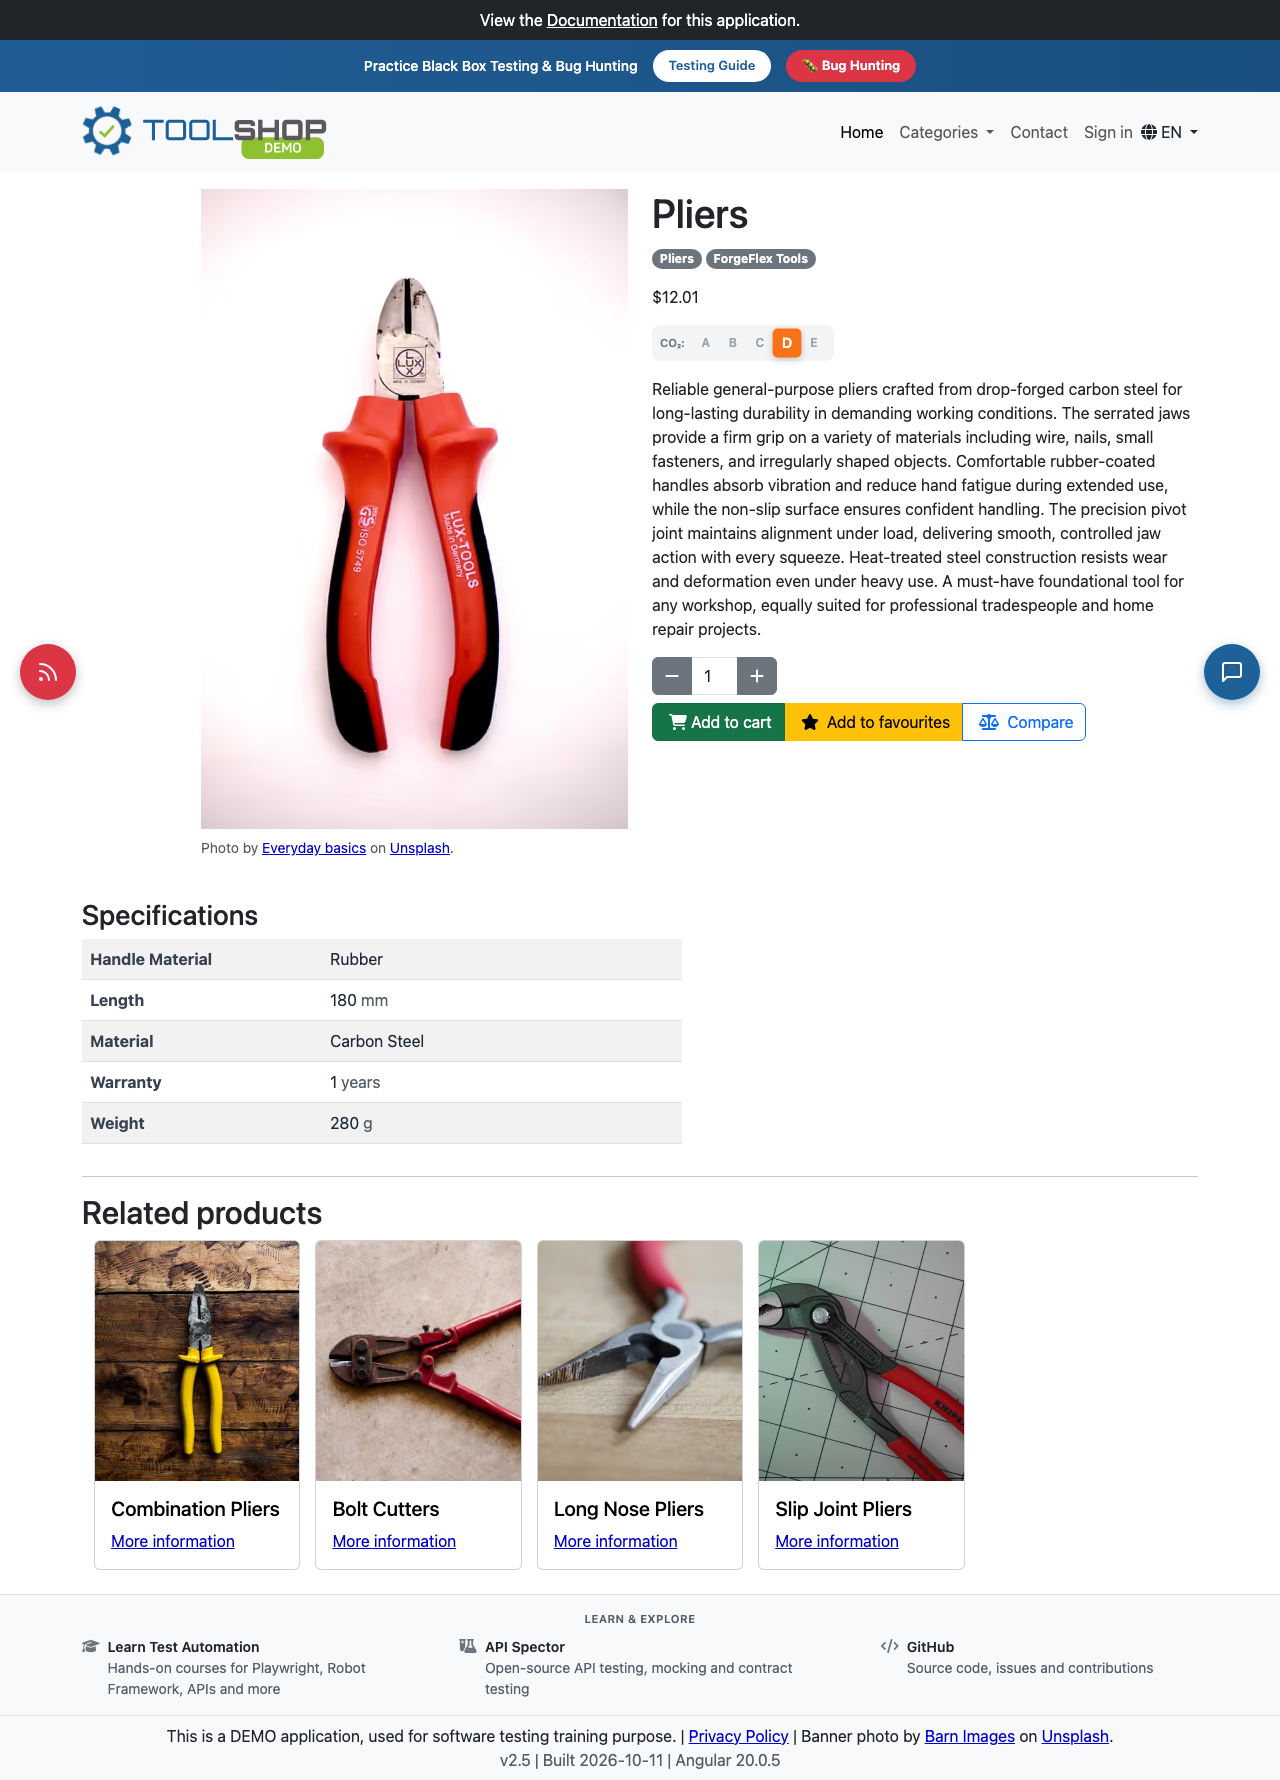 View the Documentation for this application.
Practice Black Box Testing & Bug Hunting Testing Guide Bug Hunting
TOOLSHOP
DEMO
Home Categories Contact Sign in EN
Pliers
Pliers ForgeFlex Tools
$12.01
CO₂: A B C D E
Reliable general-purpose pliers crafted from drop-forged carbon steel for
long-lasting durability in demanding working conditions. The serrated jaws
provide a firm grip on a variety of materials including wire, nails, small
fasteners, and irregularly shaped objects. Comfortable rubber-coated
handles absorb vibration and reduce hand fatigue during extended use,
while the non-slip surface ensures confident handling. The precision pivot
joint maintains alignment under load, delivering smooth, controlled jaw
action with every squeeze. Heat-treated steel construction resists wear
and deformation even under heavy use. A must-have foundational tool for
any workshop, equally suited for professional tradespeople and home
repair projects.
1
Add to cart Add to favourites Compare
LUX
Made in Germany
GS ISO 5749
LUX-TOOLS
Made in Germany
Photo by Everyday basics on Unsplash.
Specifications
Handle Material Rubber
Length 180 mm
Material Carbon Steel
Warranty 1 years
Weight 280 g
Related products
KNIPEX
Combination Pliers
More information
Bolt Cutters
More information
Long Nose Pliers
More information
Slip Joint Pliers
More information
LEARN & EXPLORE
Learn Test Automation
Hands-on courses for Playwright, Robot
Framework, APIs and more
API Spector
Open-source API testing, mocking and contract
testing
GitHub
Source code, issues and contributions
This is a DEMO application, used for software testing training purpose. | Privacy Policy | Banner photo by Barn Images on Unsplash.
v2.5 | Built 2026-10-11 | Angular 20.0.5